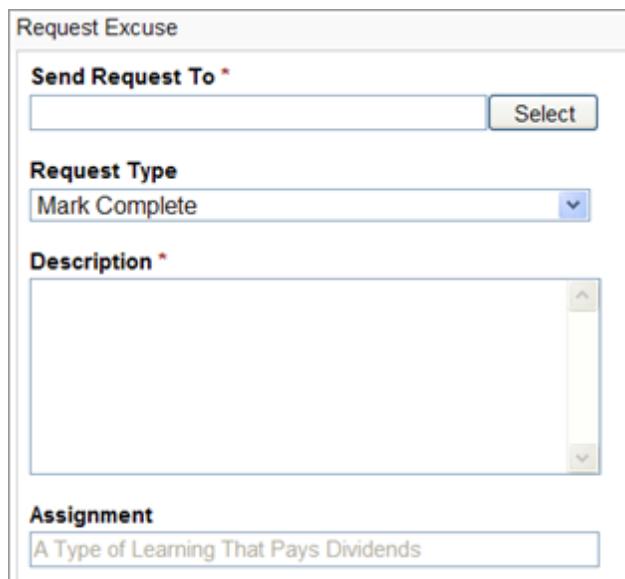 Request Excuse
Send Request To *
Select
Request Type
Mark Complete
Description *
Assignment
A Type of Learning That Pays Dividends